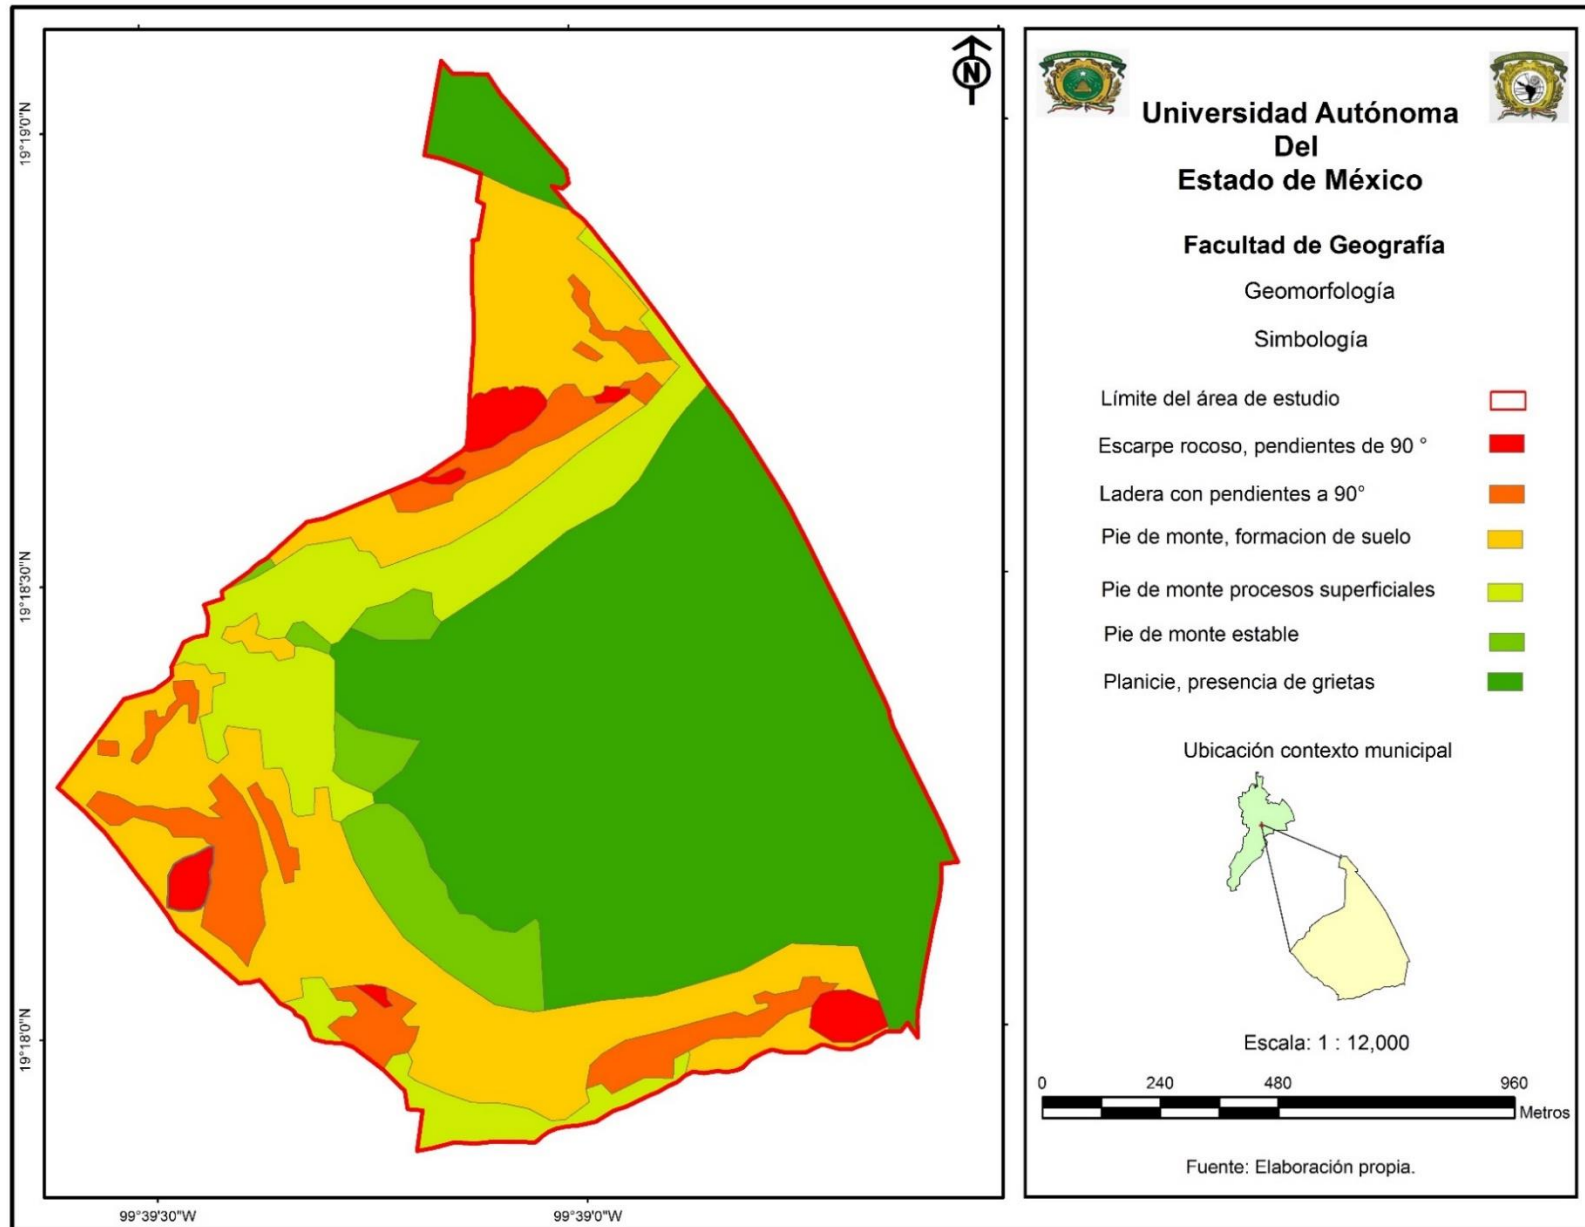 N
19°19'0"N
19°18'30"N
19°18'0"N
99°39'30"W
99°39'0"W
Universidad Autónoma
Del
Estado de México
Facultad de Geografía
Geomorfología
Simbología
Límite del área de estudio
Escarpe rocoso, pendientes de 90 °
Ladera con pendientes a 90°
Pie de monte, formacion de suelo
Pie de monte procesos superficiales
Pie de monte estable
Planicie, presencia de grietas
Ubicación contexto municipal
Escala: 1 : 12,000
0 240 480 960
Metros
Fuente: Elaboración propia.